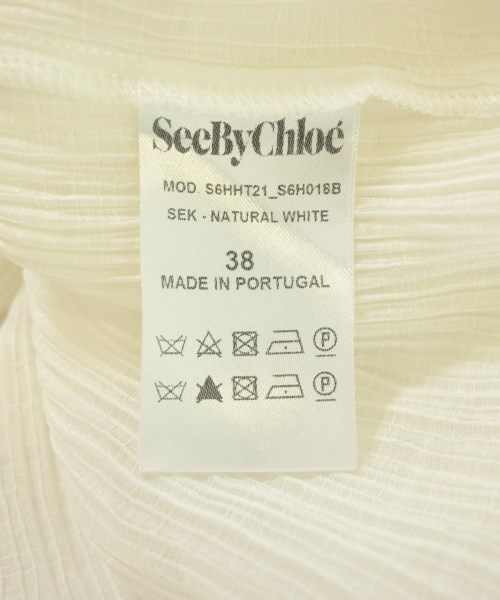 SeeByChloé
MOD. S6HHT21_S6H018B
SEK - NATURAL WHITE
38
MADE IN PORTUGAL
P
P